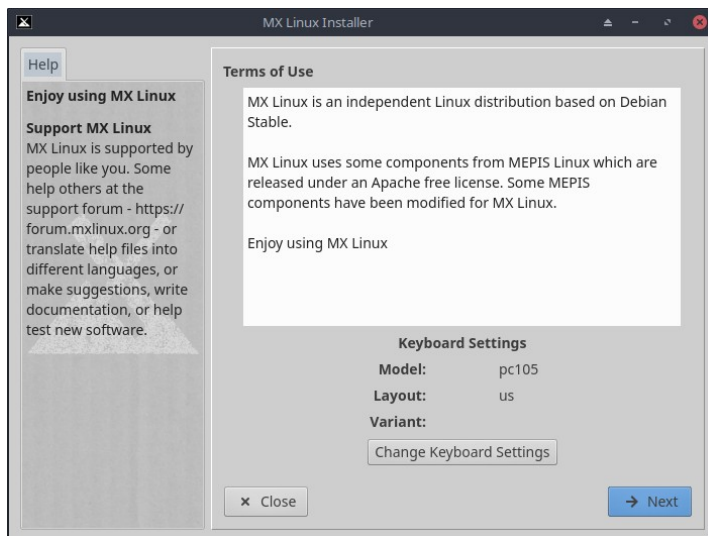 MX Linux Installer
Help
Enjoy using MX Linux
Support MX Linux
MX Linux is supported by
people like you. Some
help others at the
support forum - https://
forum.mxlinux.org - or
translate help files into
different languages, or
make suggestions, write
documentation, or help
test new software.
Terms of Use
MX Linux is an independent Linux distribution based on Debian
Stable.
MX Linux uses some components from MEPIS Linux which are
released under an Apache free license. Some MEPIS
components have been modified for MX Linux.
Enjoy using MX Linux
Keyboard Settings
Model: pc105
Layout: us
Variant:
Change Keyboard Settings
Close
Next